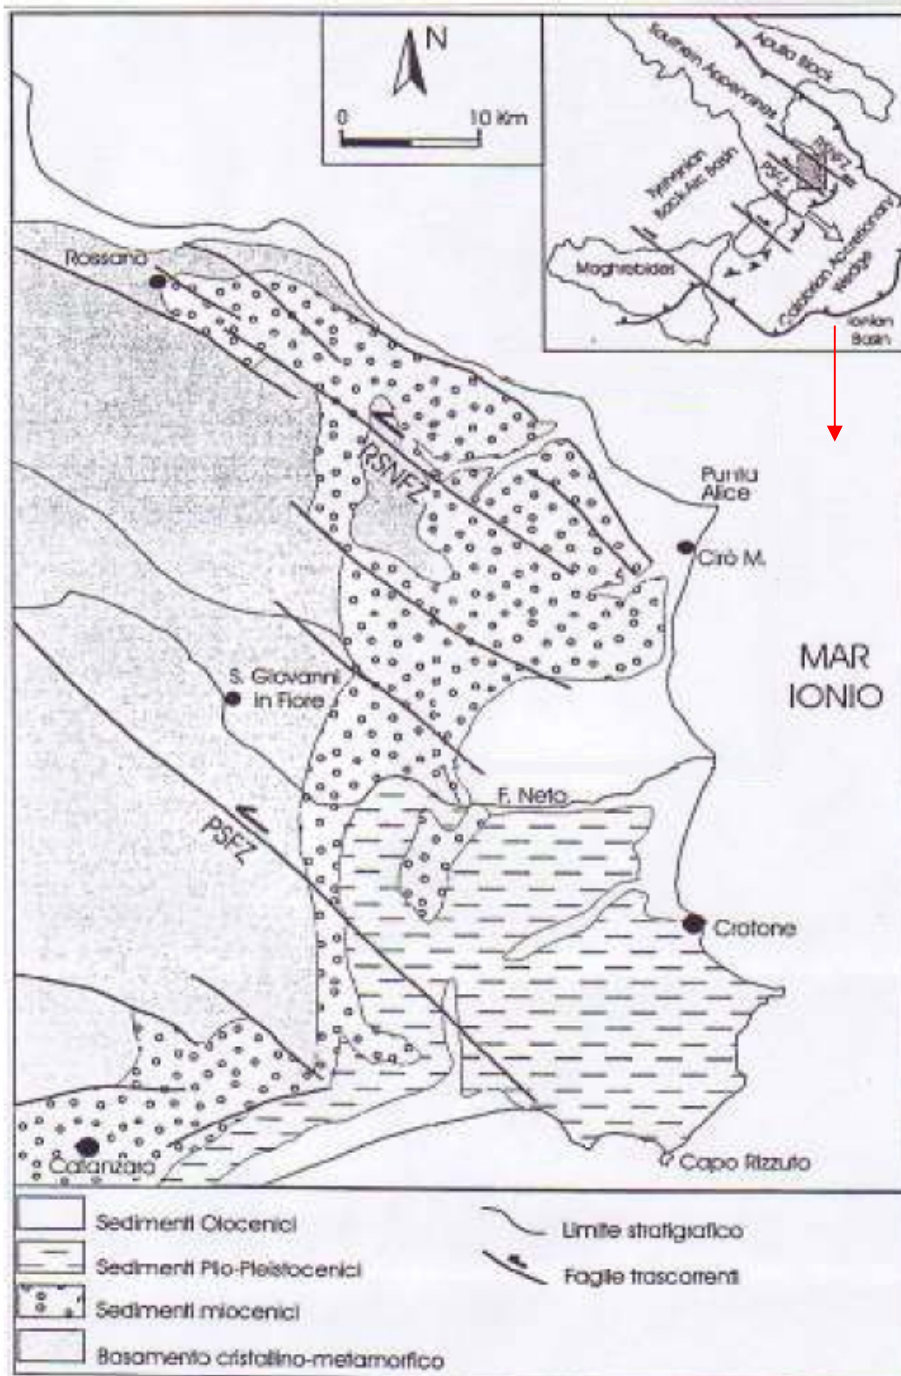 N
0 10 Km
Apulia Block
Southern Appennines
RSNFZ
PSFZ
Tyrrhenian
Back-Arc Basin
Maghrebides
Calabrian Accretionary
Wedge
Ionian
Basin
Rossano
RSNFZ
Punta
Alice
Cirò M.
MAR
IONIO
S. Giovanni
in Fiore
F. Neto
PSFZ
Crotone
Catanzaro
Capo Rizzuto
Sedimenti Olocenici
Sedimenti Plio-Pleistocenici
Sedimenti miocenici
Basamento cristallino-metamorfico
Limite stratigrafico
Faglie trascorrenti